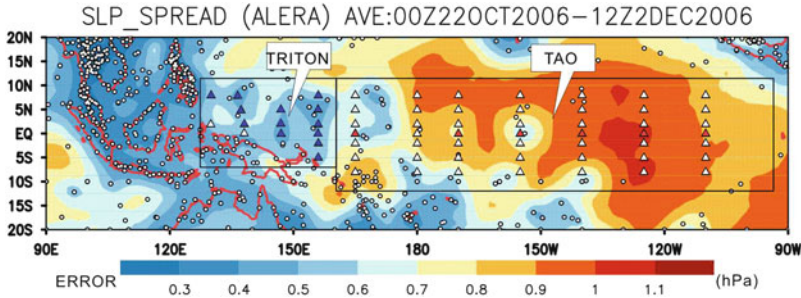 SLP_SPREAD (ALERA) AVE:00Z22OCT2006-12Z2DEC2006
20N
15N
10N
5N
EQ
5S
10S
15S
20S
TRITON
TAO
90E 120E 150E 180 150W 120W 90W
ERROR 0.3 0.4 0.5 0.6 0.7 0.8 0.9 1 1.1 (hPa)